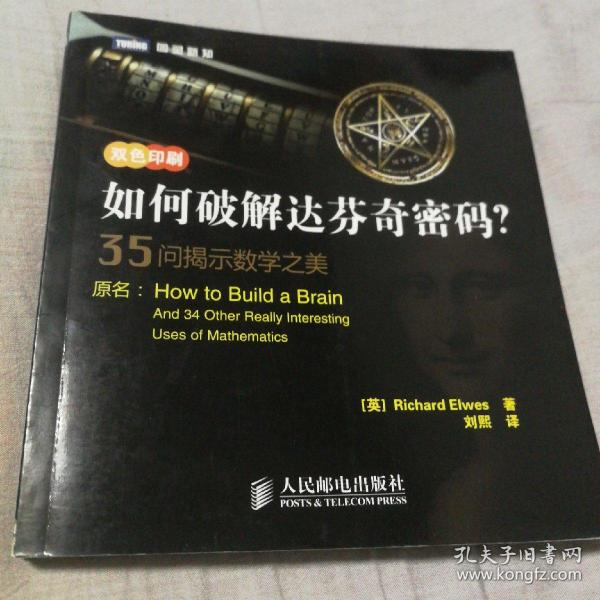 TURING 图灵新知
双色印刷
如何破解达芬奇密码?
35问揭示数学之美
原名： How to Build a Brain
And 34 Other Really Interesting
Uses of Mathematics
[英] Richard Elwes 著
刘熙 译
人民邮电出版社
POSTS & TELECOM PRESS
孔夫子旧书网
www.kongfz.com